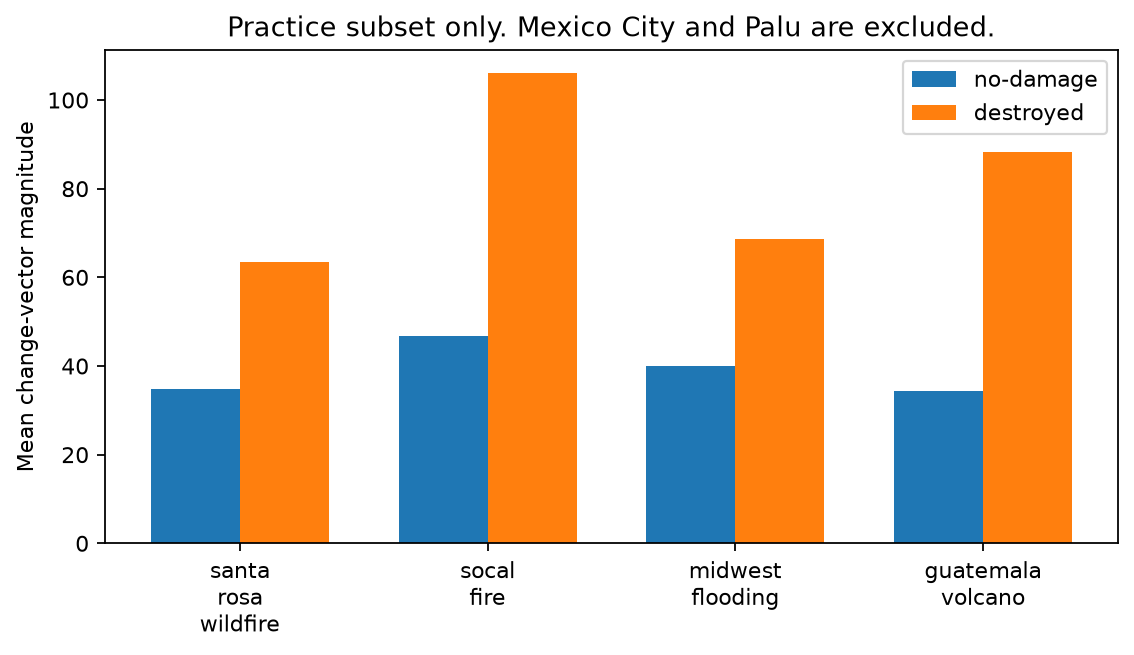 Practice subset only. Mexico City and Palu are excluded.
no-damage
destroyed
Mean change-vector magnitude
100
80
60
40
20
0
santa
rosa
wildfire
socal
fire
midwest
flooding
guatemala
volcano